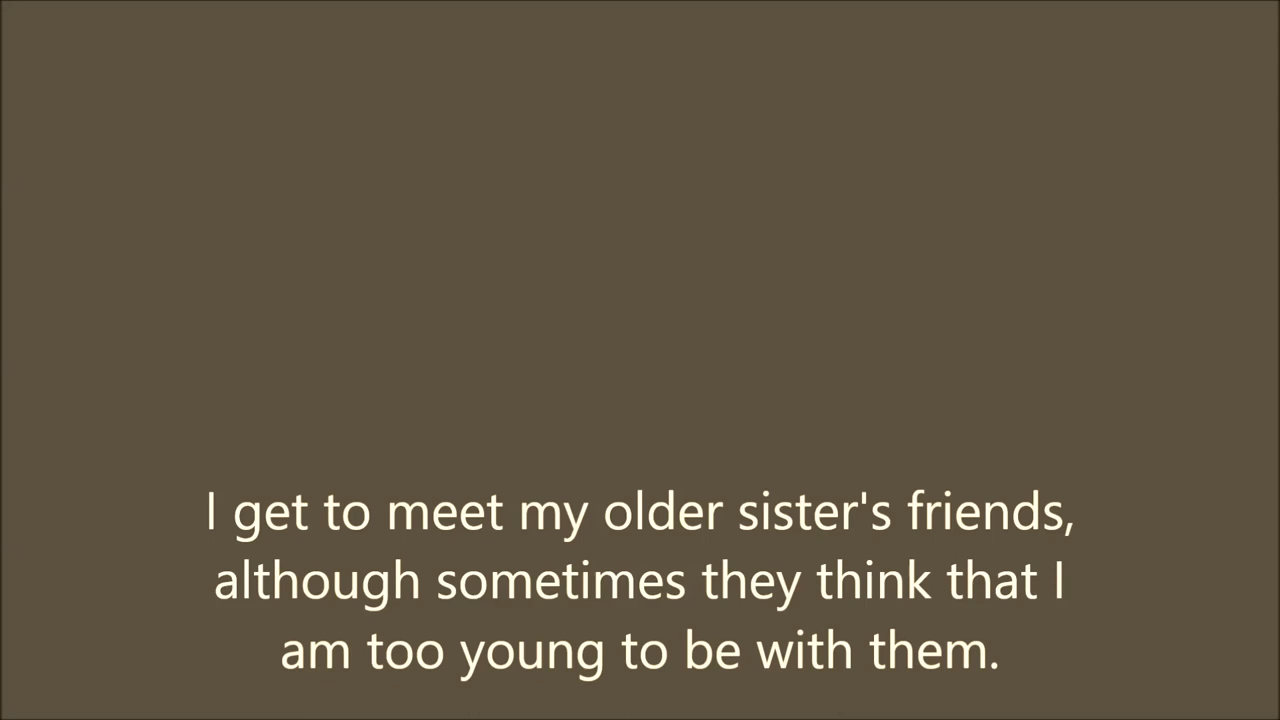 I get to meet my older sister's friends,
although sometimes they think that I
am too young to be with them.